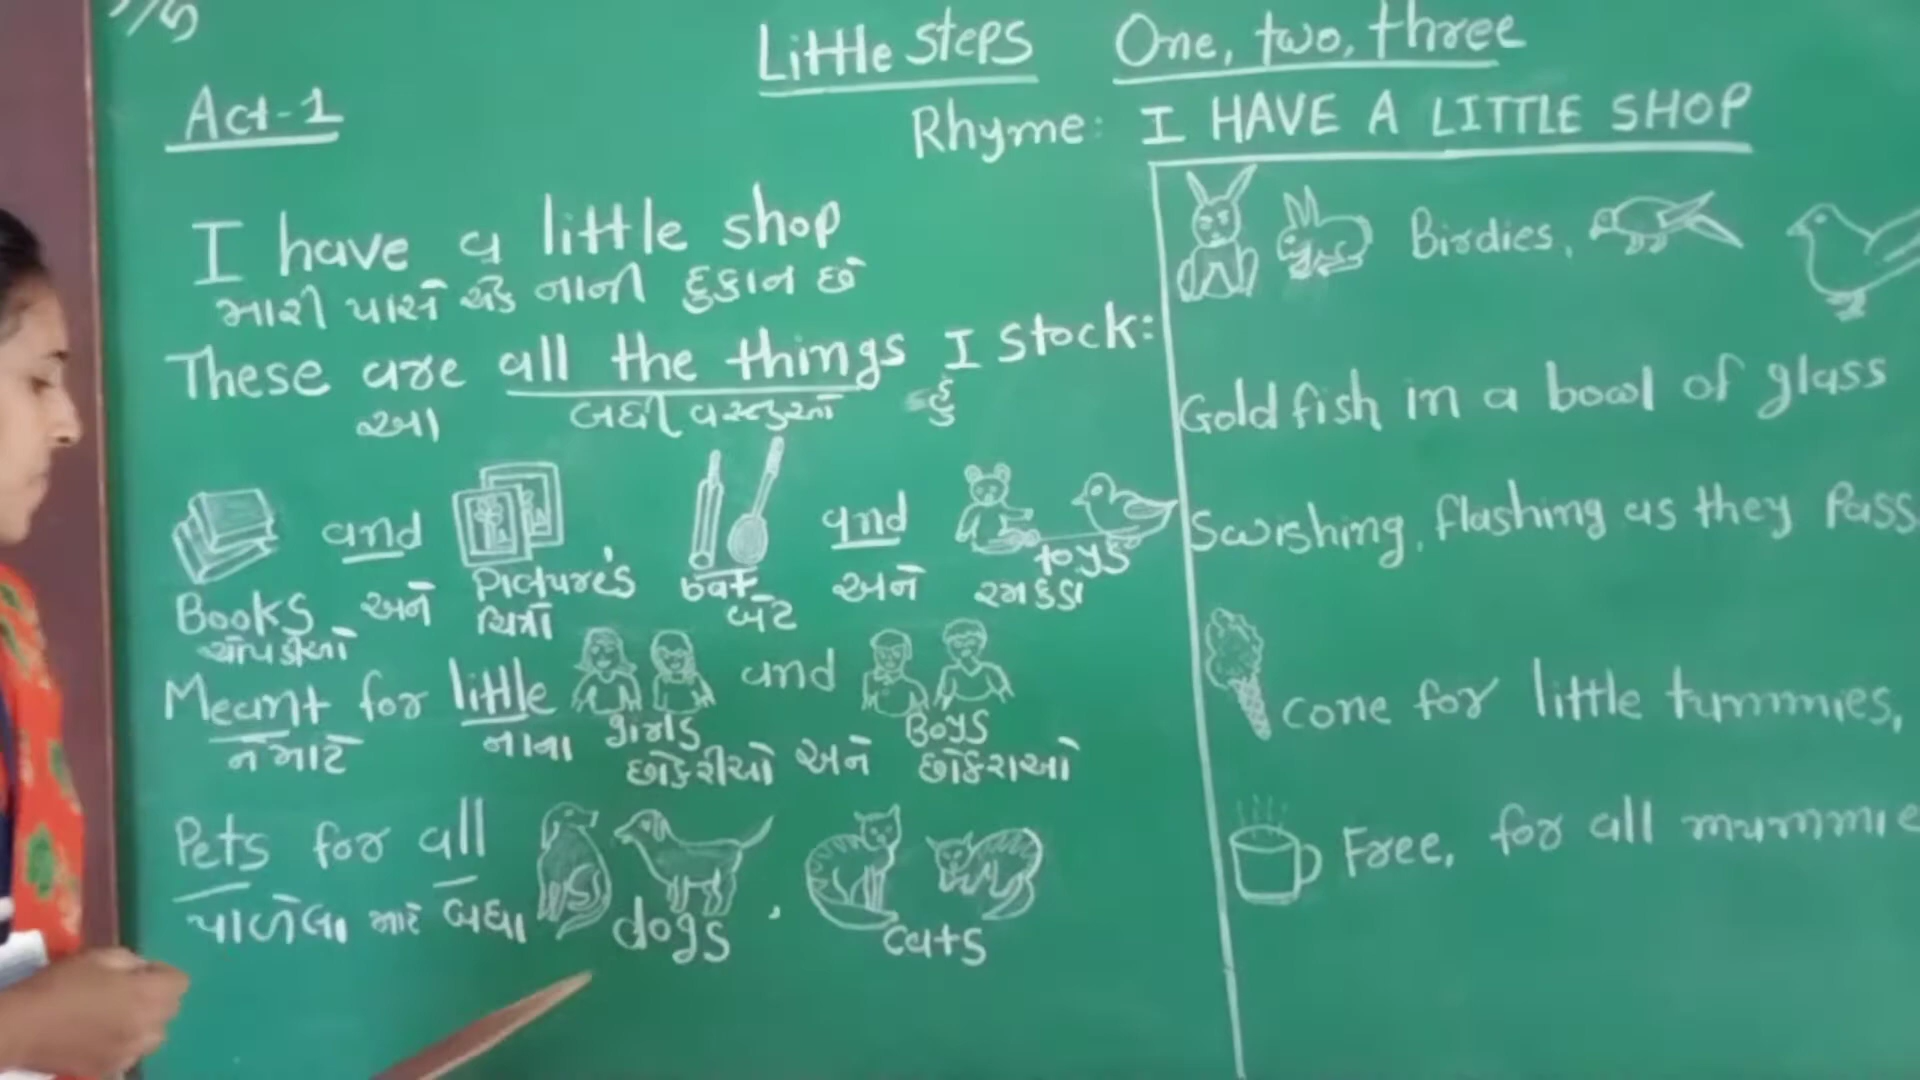 Little Steps One, two, three
Act-1
Rhyme: I HAVE A LITTLE SHOP
I have a little shop
મારી પાસે એક નાની દુકાન છે
These are all the things I stock:
આ બધી વસ્તુઓ હું
and and
Books અને Picture's bat અને toys
ચોપડીઓ ચિત્રો બેટ રમકડા
Meant for little girls and Boys
ને માટે નાના છોકરીઓ અને છોકરાઓ
Pets for all dogs, cats
પાળેલા માટે બધા
Birdies,
Gold fish in a bowl of glass
Swishing, flashing as they Pass
cone for little tummies,
Free, for all mummie